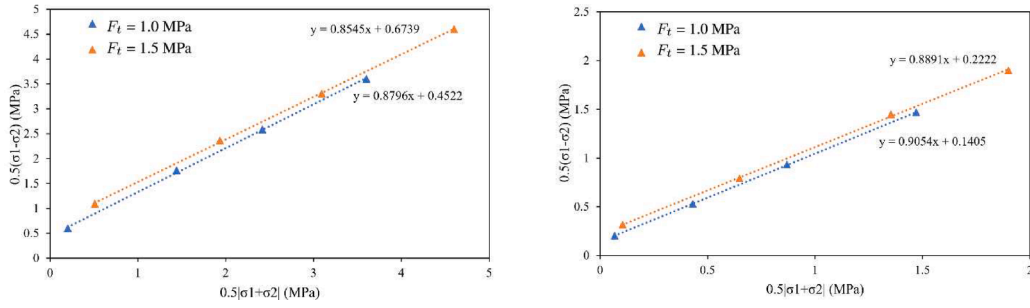 5
4.5
4
3.5
3
2.5
2
1.5
1
0.5
0
0.5(σ1-σ2) (MPa)
F_t = 1.0 MPa
F_t = 1.5 MPa
y = 0.8545x + 0.6739
y = 0.8796x + 0.4522
0 1 2 3 4 5
0.5|σ1+σ2| (MPa)
2.5
2
1.5
1
0.5
0
0.5(σ1-σ2) (MPa)
F_t = 1.0 MPa
F_t = 1.5 MPa
y = 0.8891x + 0.2222
y = 0.9054x + 0.1405
0 0.5 1 1.5 2
0.5|σ1+σ2| (MPa)